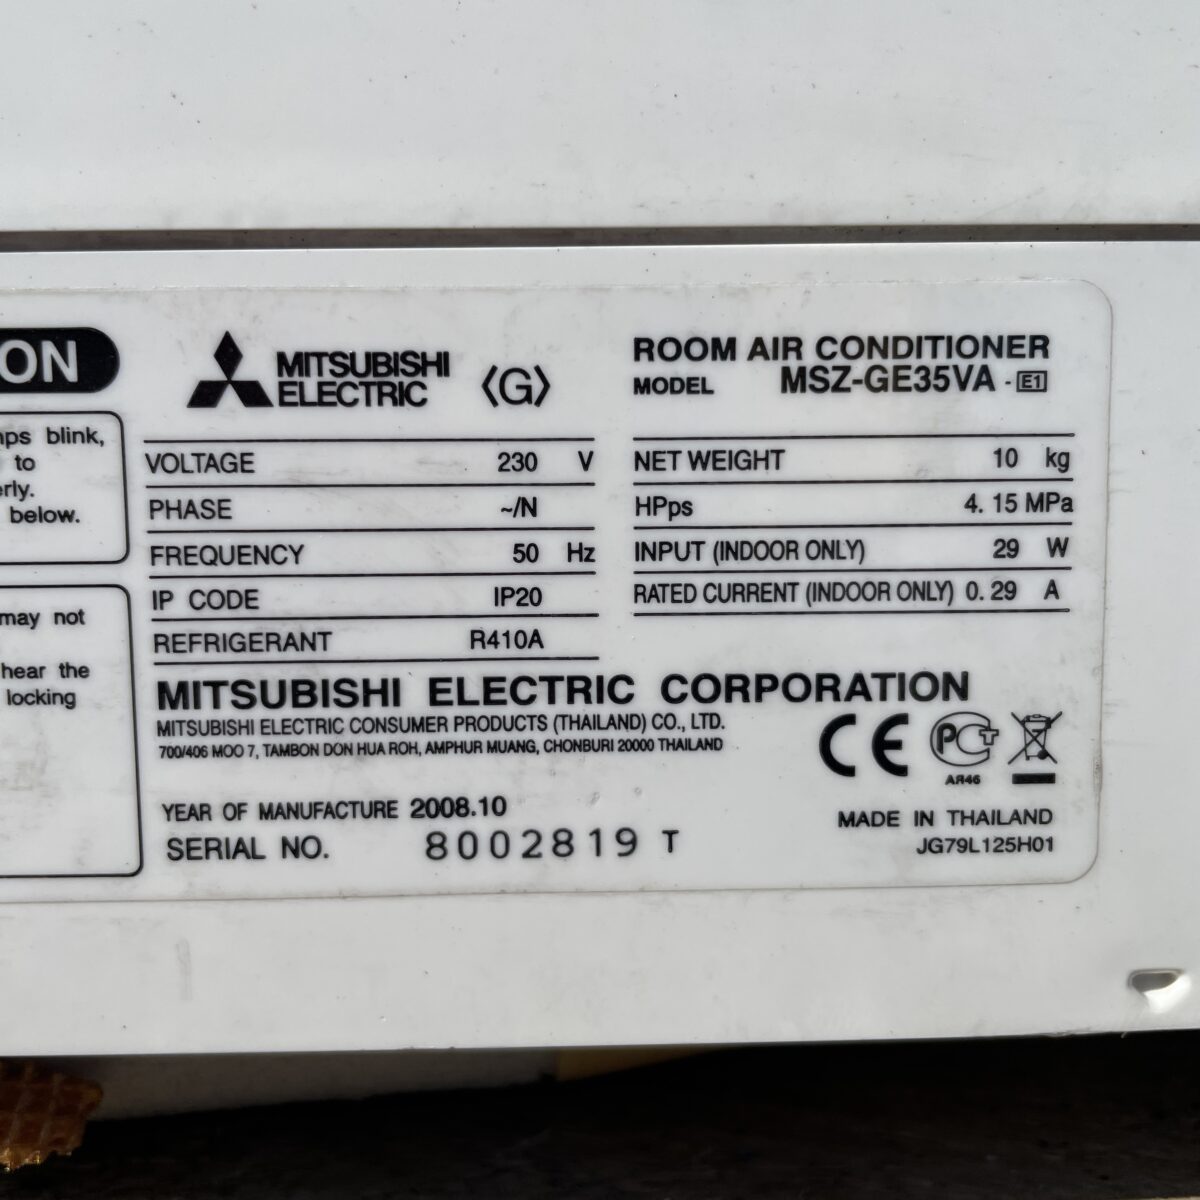 ON
blink,
to
below.
may not
hear the
locking
MITSUBISHI
ELECTRIC
〈G〉
ROOM AIR CONDITIONER
MODEL MSZ-GE35VA - E1
VOLTAGE 230 V
PHASE ~/N
FREQUENCY 50 Hz
IP CODE IP20
REFRIGERANT R410A
NET WEIGHT 10 kg
HPps 4. 15 MPa
INPUT (INDOOR ONLY) 29 W
RATED CURRENT (INDOOR ONLY) 0. 29 A
MITSUBISHI ELECTRIC CORPORATION
MITSUBISHI ELECTRIC CONSUMER PRODUCTS (THAILAND) CO., LTD.
700/406 MOO 7, TAMBON DON HUA ROH, AMPHUR MUANG, CHONBURI 20000 THAILAND
CE
АЯ46
YEAR OF MANUFACTURE 2008.10
SERIAL NO. 8002819 T
MADE IN THAILAND
JG79L125H01